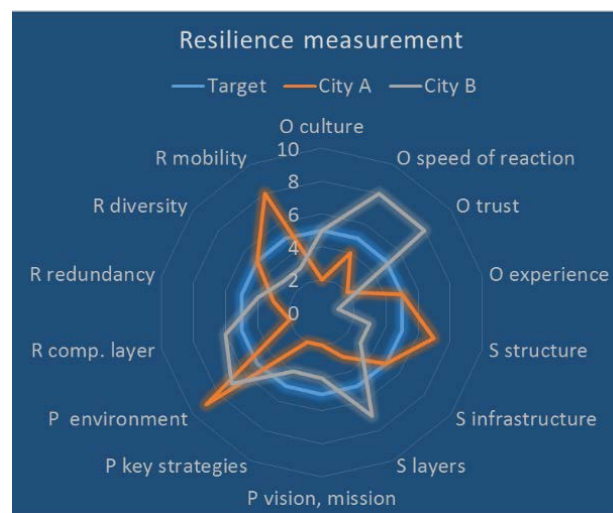 Resilience measurement
Target City A City B
O culture
R mobility
O speed of reaction
R diversity
O trust
R redundancy
O experience
R comp. layer
S structure
P environment
S infrastructure
P key strategies
S layers
P vision, mission
10
8
6
4
2
0